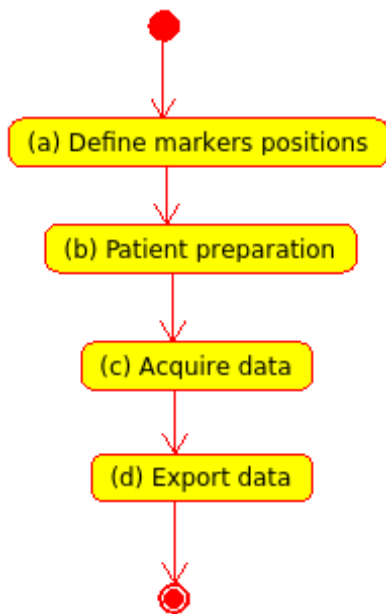 (a) Define markers positions
(b) Patient preparation
(c) Acquire data
(d) Export data